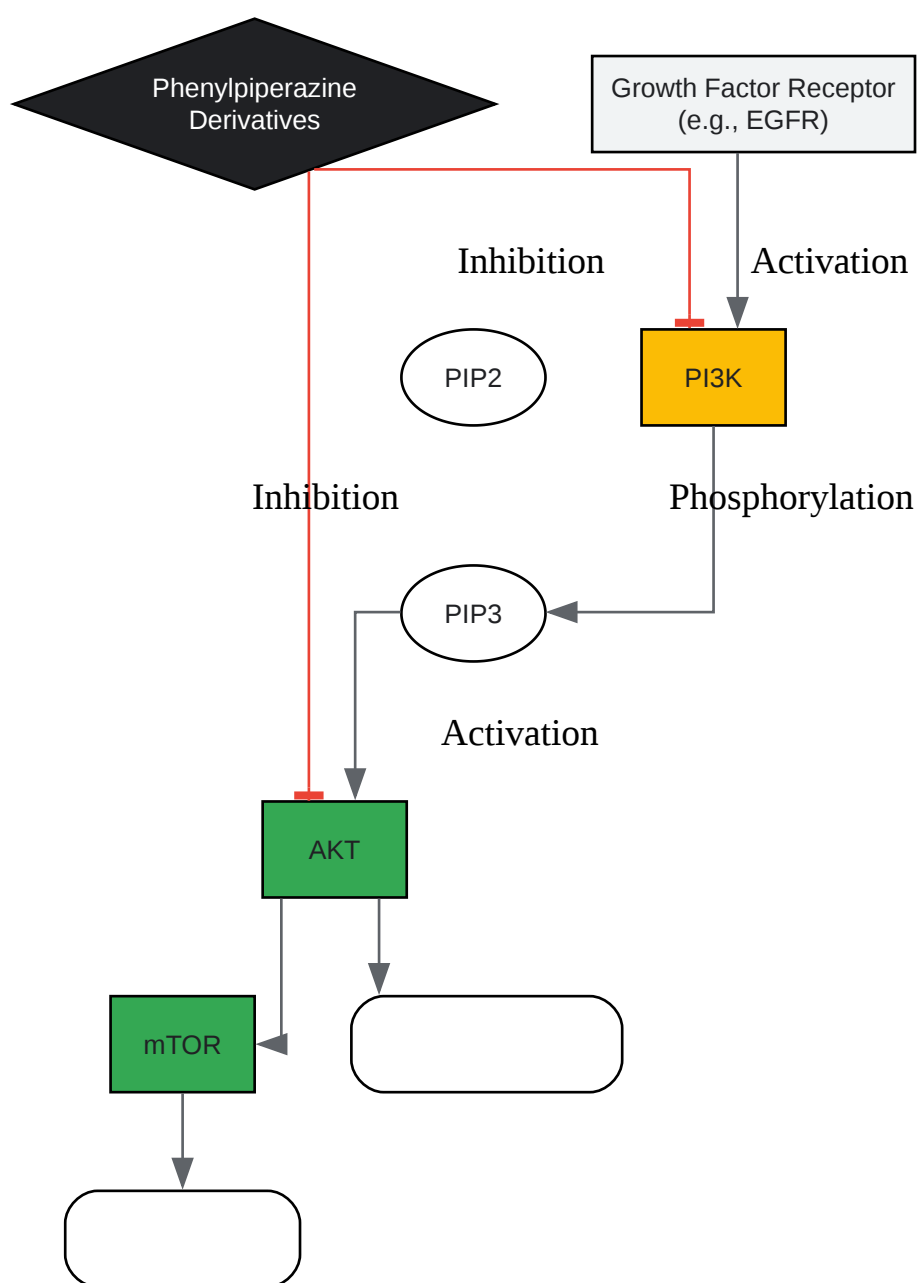 Phenylpiperazine
Derivatives
Growth Factor Receptor
(e.g., EGFR)
Inhibition
Activation
PIP2
PI3K
Inhibition
Phosphorylation
PIP3
Activation
AKT
mTOR